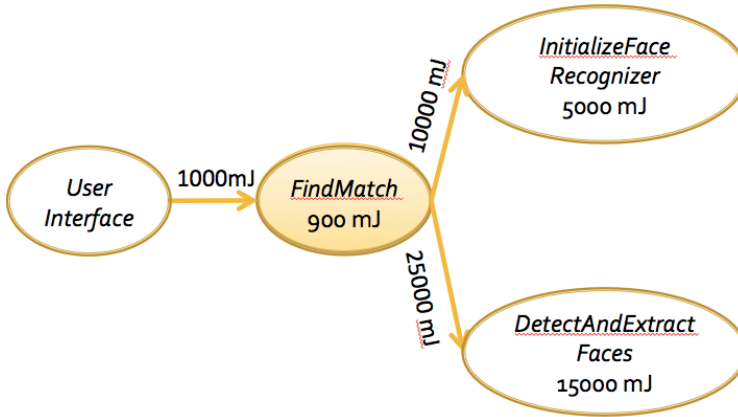 User
Interface
1000mJ
FindMatch
900 mJ
10000 mJ
InitializeFace
Recognizer
5000 mJ
25000 mJ
DetectAndExtract
Faces
15000 mJ